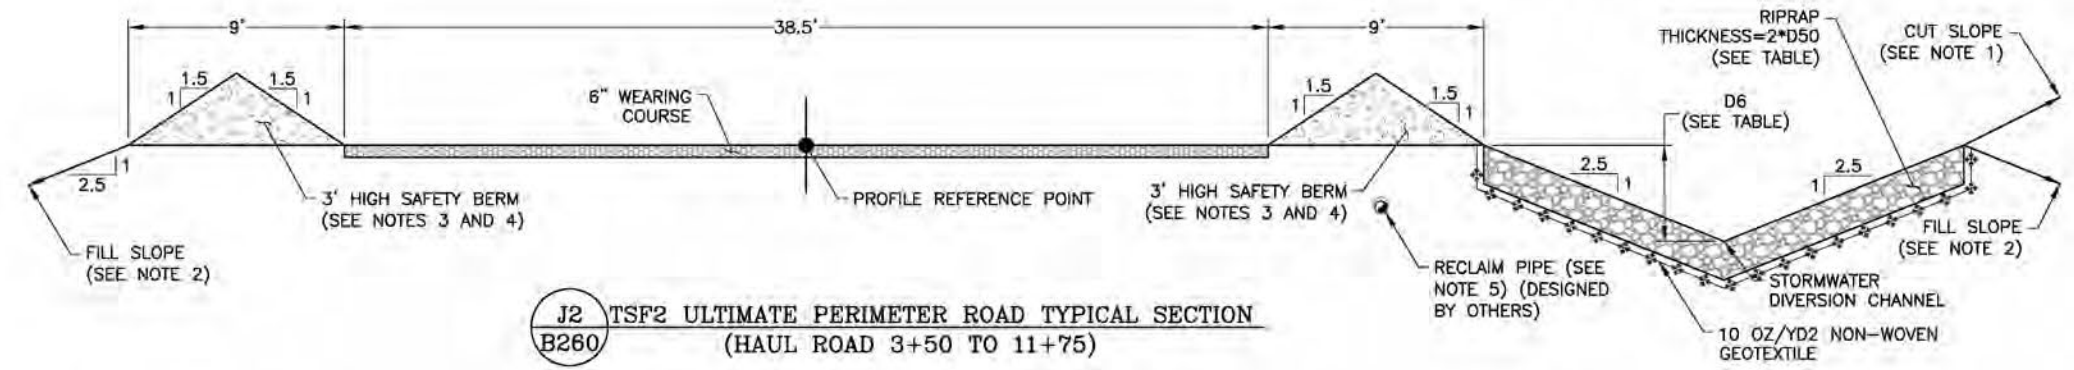 9'
38.5'
9'
RIPRAP
THICKNESS=2*D50
(SEE TABLE)
CUT SLOPE
(SEE NOTE 1)
1.5
1
1.5
1
6" WEARING
COURSE
1.5
1
1.5
1
D6
(SEE TABLE)
1
2.5
3' HIGH SAFETY BERM
(SEE NOTES 3 AND 4)
PROFILE REFERENCE POINT
3' HIGH SAFETY BERM
(SEE NOTES 3 AND 4)
2.5
1
2.5
1
FILL SLOPE
(SEE NOTE 2)
FILL SLOPE
(SEE NOTE 2)
RECLAIM PIPE (SEE
NOTE 5) (DESIGNED
BY OTHERS)
STORMWATER
DIVERSION CHANNEL
10 OZ/YD2 NON-WOVEN
GEOTEXTILE
J2
B260
TSF2 ULTIMATE PERIMETER ROAD TYPICAL SECTION
(HAUL ROAD 3+50 TO 11+75)